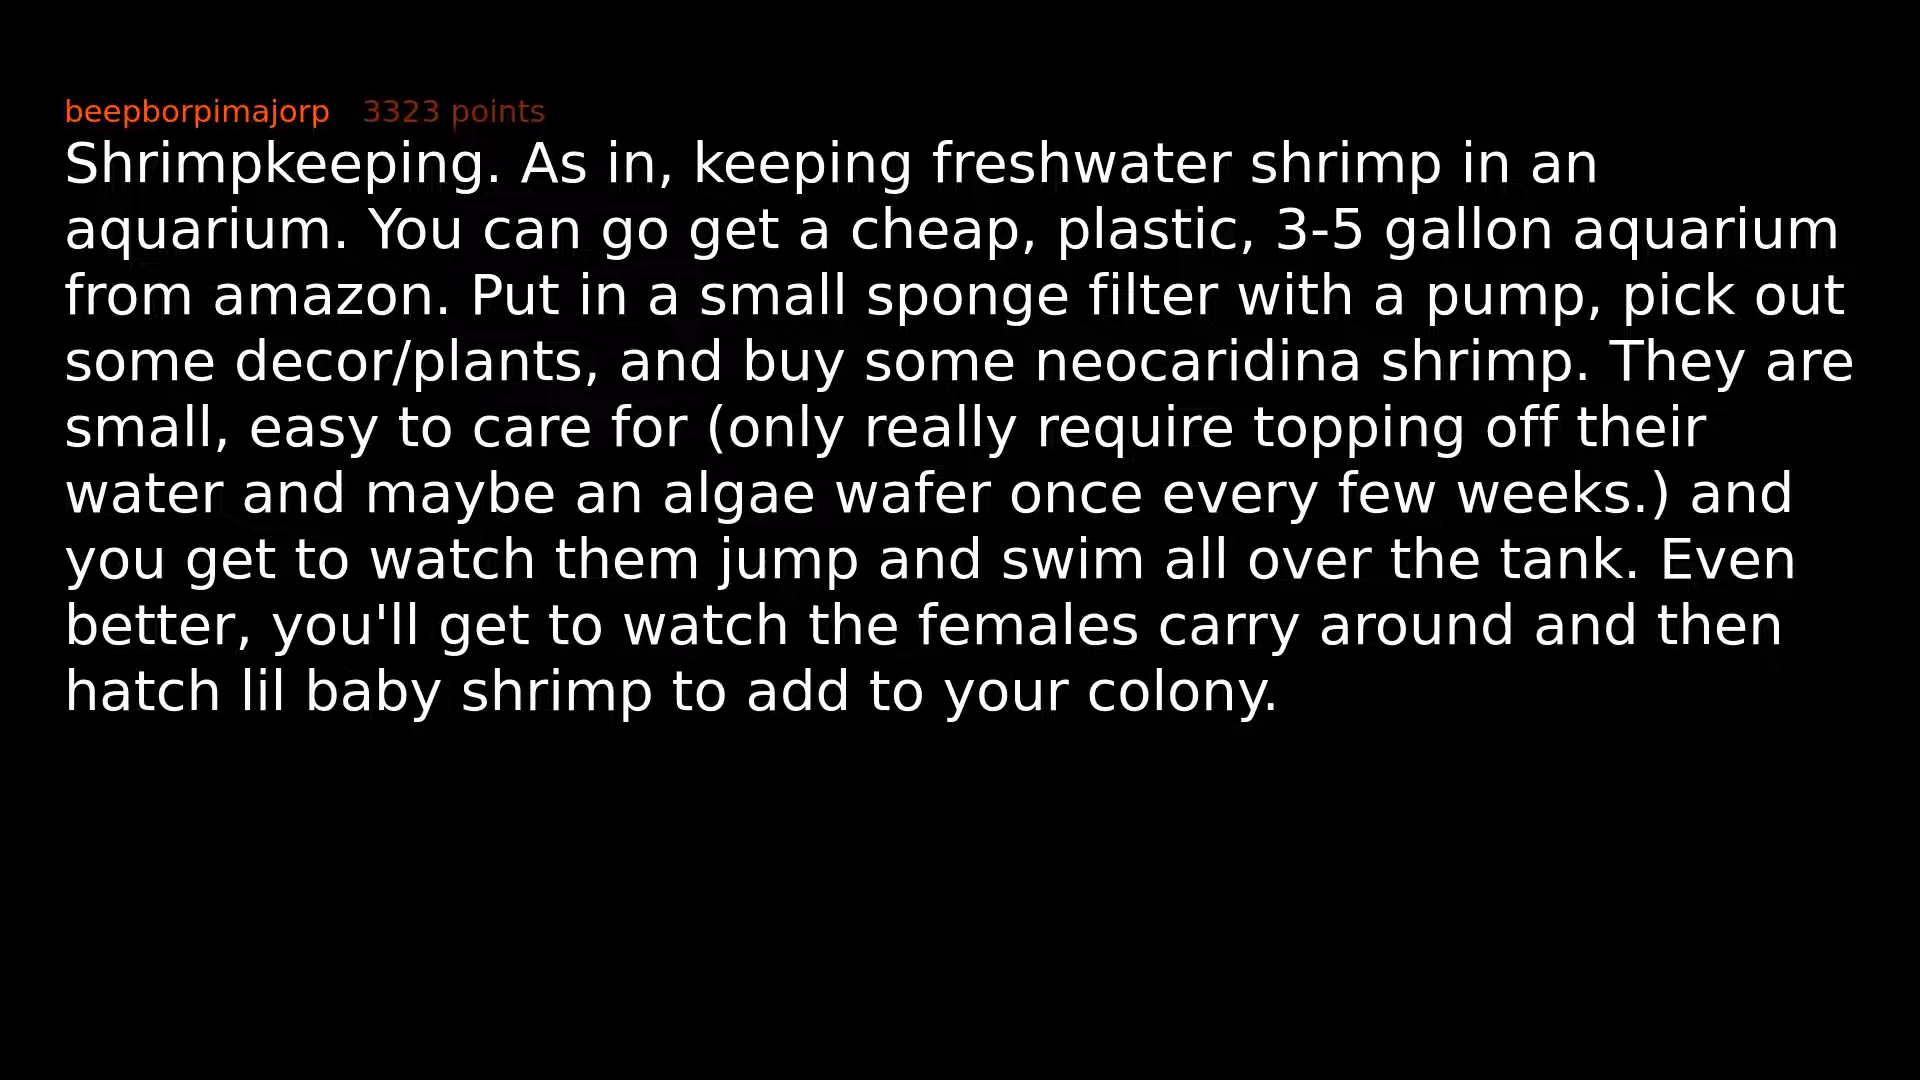 beepborpimajorp 3323 points
Shrimpkeeping. As in, keeping freshwater shrimp in an
aquarium. You can go get a cheap, plastic, 3-5 gallon aquarium
from amazon. Put in a small sponge filter with a pump, pick out
some decor/plants, and buy some neocaridina shrimp. They are
small, easy to care for (only really require topping off their
water and maybe an algae wafer once every few weeks.) and
you get to watch them jump and swim all over the tank. Even
better, you'll get to watch the females carry around and then
hatch lil baby shrimp to add to your colony.